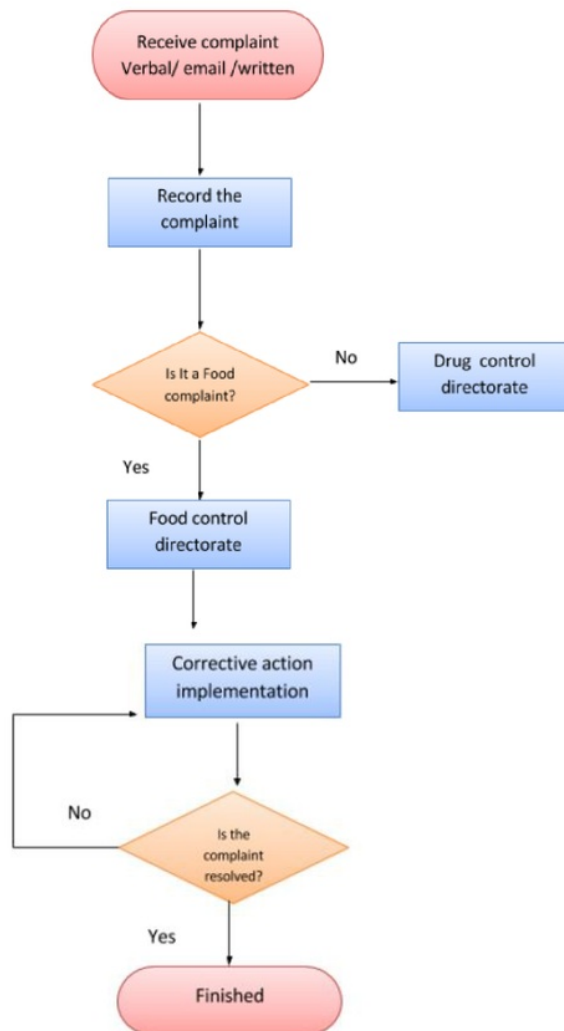 Receive complaint
Verbal/ email /written
Record the
complaint
Is It a Food
complaint?
No
Drug control
directorate
Yes
Food control
directorate
Corrective action
implementation
No
Is the
complaint
resolved?
Yes
Finished